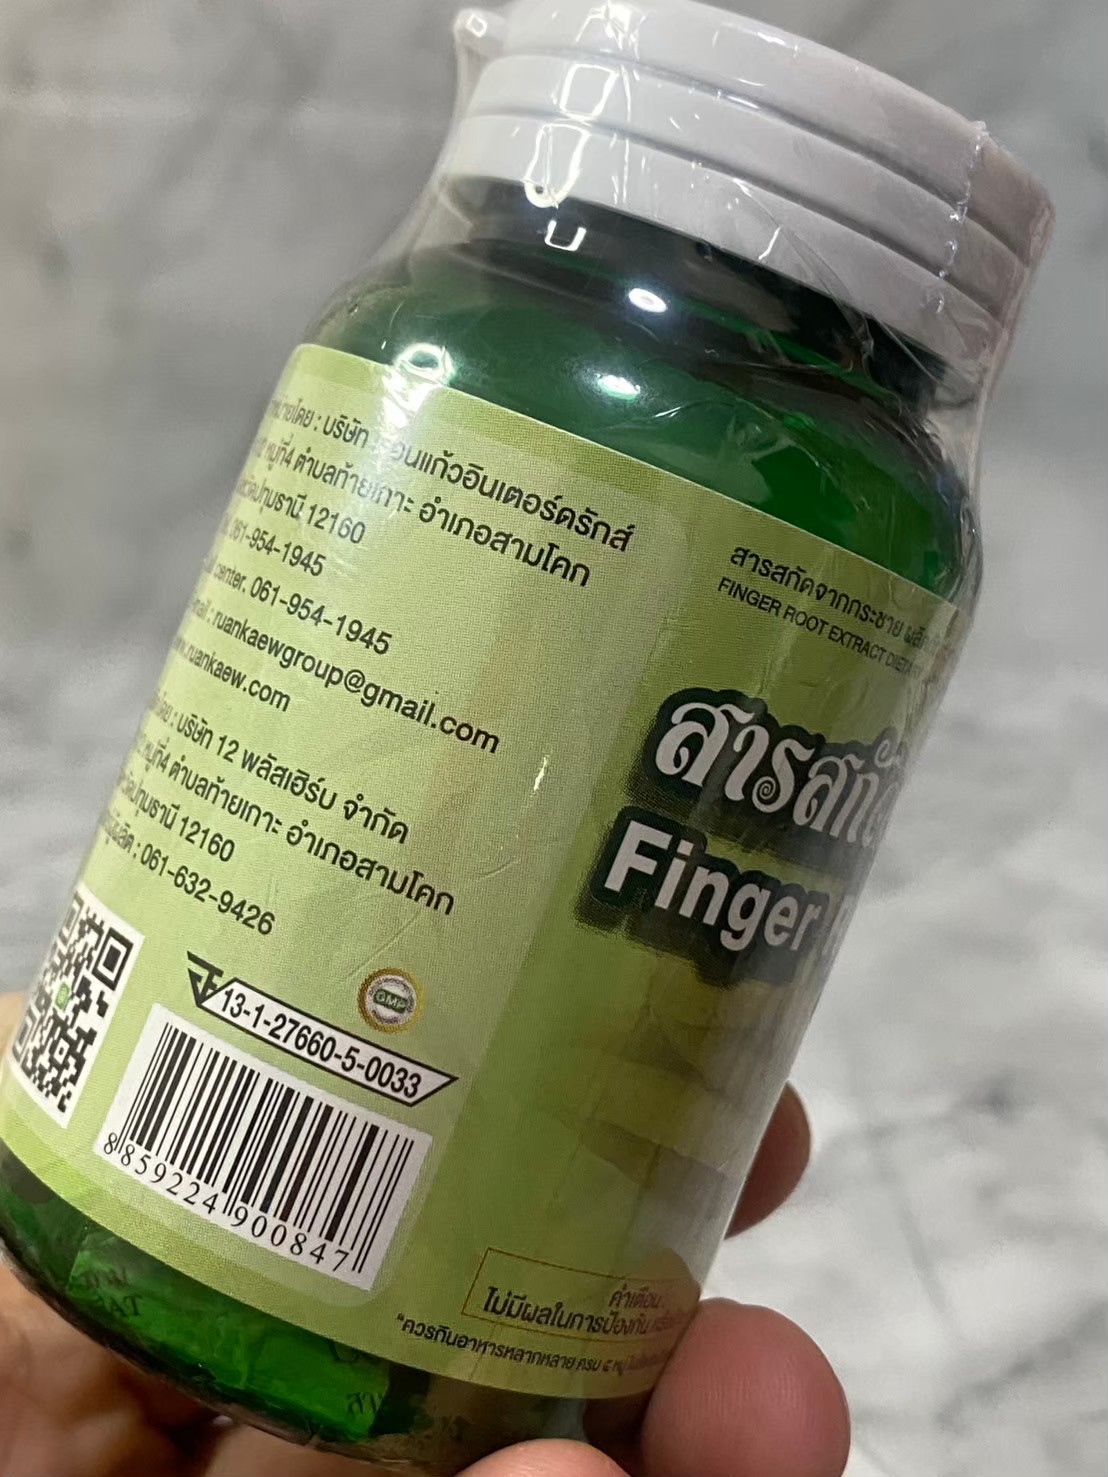 บริษัท
นแก้วอินเตอร์ดรักส์
หมู่ที่4 ตำบลท้ายเกาะ อำเภอสามโคก
ปทุมธานี 12160
061-954-1945
center. 061-954-1945
: ruankaewgroup@gmail.com
.ruankaew.com
: บริษัท 12 พลัสเฮิร์บ จำกัด
หมู่ที่4 ตำบลท้ายเกาะ อำเภอสามโคก
ปทุมธานี 12160
: 061-632-9426
GMP
13-1-27660-5-0033
8 859224 900847
สารสกัดจากกระชาย
FINGER ROOT EXTRACT
สารสกัด
Finger
คำเตือน
ไม่มีผลในการป้องกัน
"ควรกินอาหารหลากหลาย ครบ ๕ หมู่